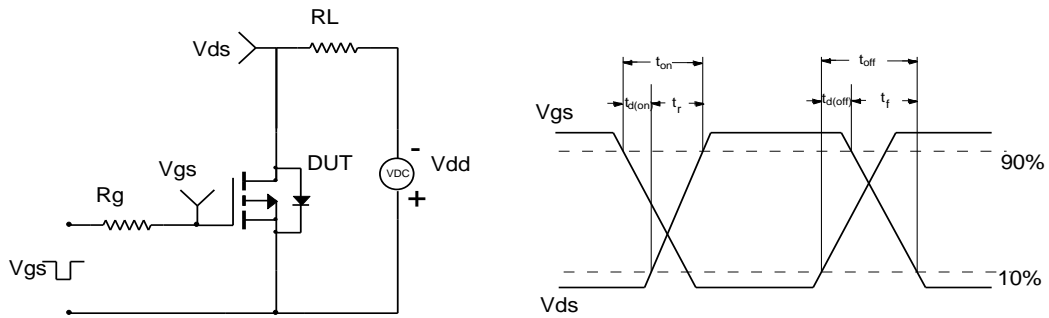 RL
Vds
Vgs
DUT
-
VDC
Vdd
+
Rg
Vgs
ton
toff
td(on)
tr
td(off)
tf
Vgs
90%
10%
Vds